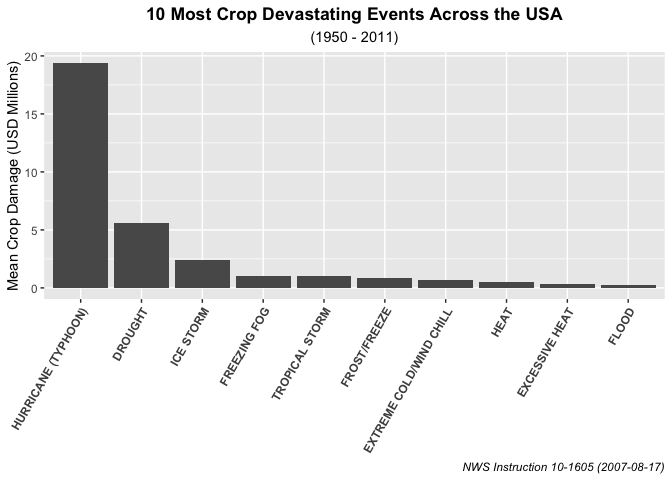 10 Most Crop Devastating Events Across the USA
(1950 - 2011)
Mean Crop Damage (USD Millions)
20
15
10
5
0
HURRICANE (TYPHOON)
DROUGHT
ICE STORM
FREEZING FOG
TROPICAL STORM
FROST/FREEZE
EXTREME COLD/WIND CHILL
HEAT
EXCESSIVE HEAT
FLOOD
NWS Instruction 10-1605 (2007-08-17)